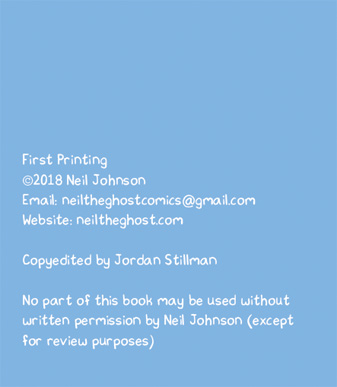 First Printing
©2018 Neil Johnson
Email: neiltheghostcomics@gmail.com
Website: neiltheghost.com
Copyedited by Jordan Stillman
No part of this book may be used without
written permission by Neil Johnson (except
for review purposes)